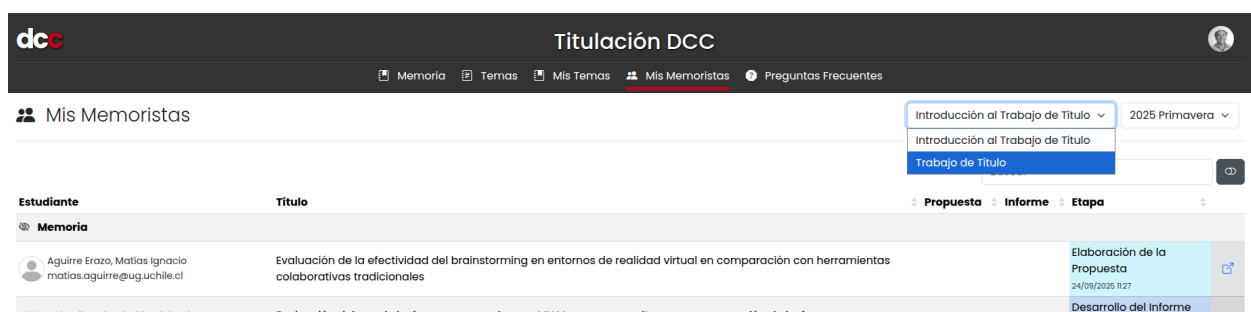 dcc
Titulación DCC
Memoria Temas Mis Temas Mis Memoristas Preguntas Frecuentes
Mis Memoristas
Introducción al Trabajo de Título 2025 Primavera
Introducción al Trabajo de Título
Trabajo de Título
Estudiante Título Propuesta Informe Etapa
Memoria
Aguirre Erazo, Matías Ignacio
matias.aguirre@ug.uchile.cl
Evaluación de la efectividad del brainstorming en entornos de realidad virtual en comparación con herramientas
colaborativas tradicionales
Elaboración de la
Propuesta
24/09/2025 11:27
Desarrollo del Informe